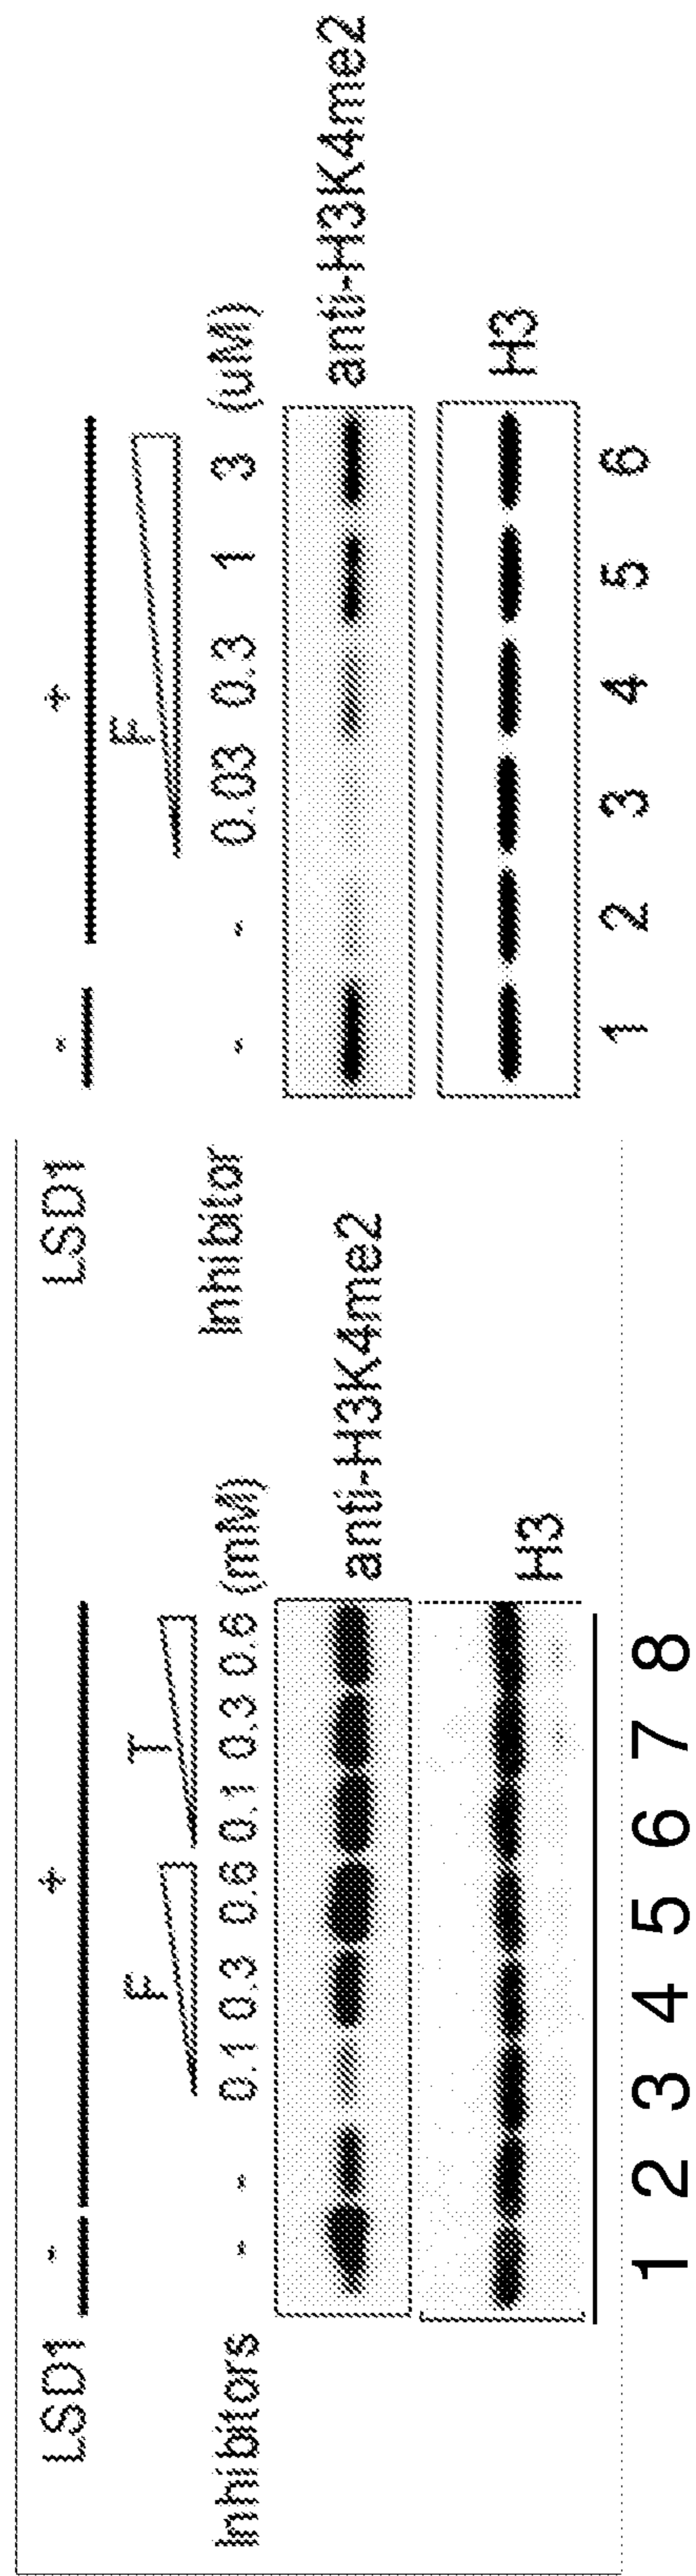 LSD1 - +
F T
Inhibitors - - 0.1 0.3 0.6 0.1 0.3 0.6 (mM)
anti-H3K4me2
H3
1 2 3 4 5 6 7 8
LSD1 - +
F
Inhibitor - - 0.03 0.3 1 3 (uM)
anti-H3K4me2
H3
1 2 3 4 5 6